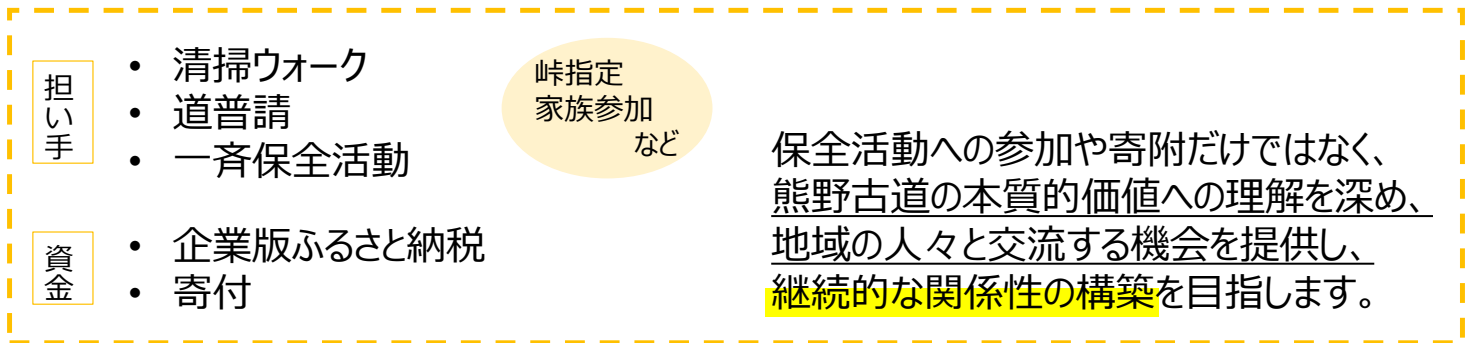 担い手
• 清掃ウォーク
• 道普請
• 一斉保全活動
峠指定
家族参加
など
資金
• 企業版ふるさと納税
• 寄付
保全活動への参加や寄附だけではなく、
熊野古道の本質的価値への理解を深め、
地域の人々と交流する機会を提供し、
継続的な関係性の構築を目指します。